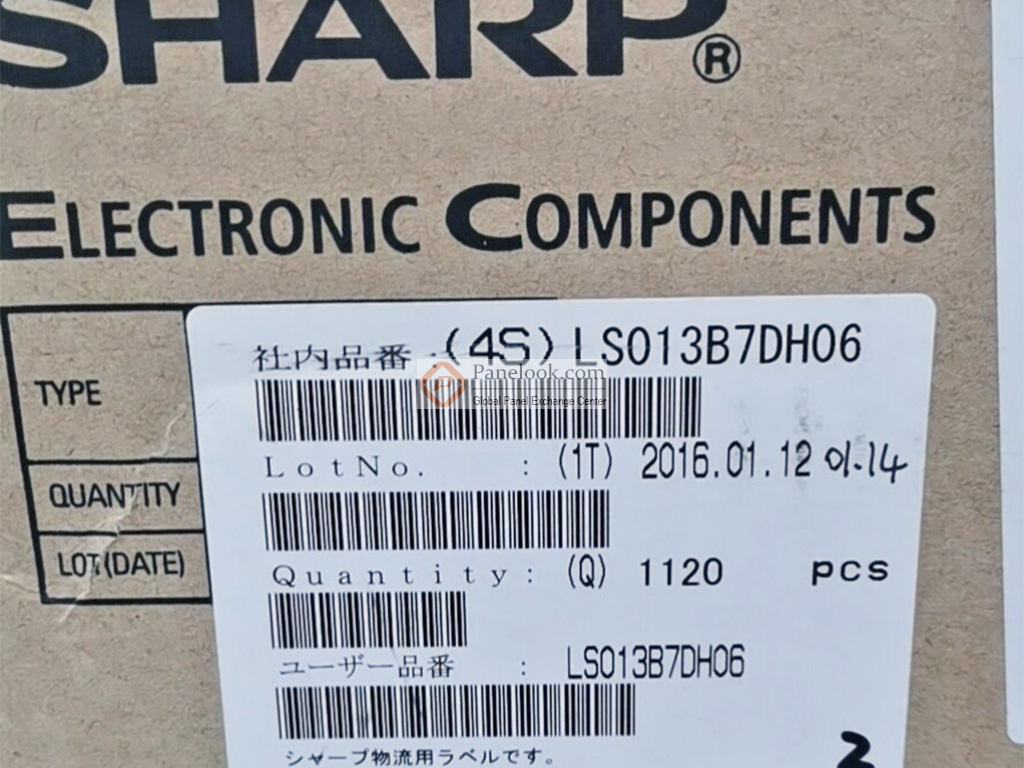 SHARP®
ELECTRONIC COMPONENTS
TYPE
QUANTITY
LOT(DATE)
社内品番 :(4S)LS013B7DH06
Panelook.com
Global Panel Exchange Center
LotNo. :(1T) 2016.01.12 01.14
Quantity:(Q) 1120 pcs
ユーザー品番 : LS013B7DH06
シャープ物流用ラベルです。
2